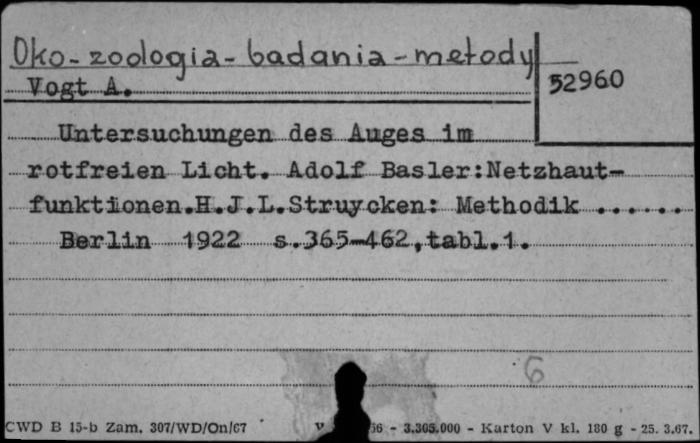 Oko - zoologia - badania - metody
Vogt A.
52960
Untersuchungen des Auges im
rotfreien Licht. Adolf Basler:Netzhaut-
funktionen.H.J.L.Struycken: Methodik ......
Berlin 1922 s.365-462,tabl.1.
6
CWD B 15-b Zam. 307/WD/On/67 V 56 - 3.305.000 - Karton V kl. 180 g - 25. 3.67.